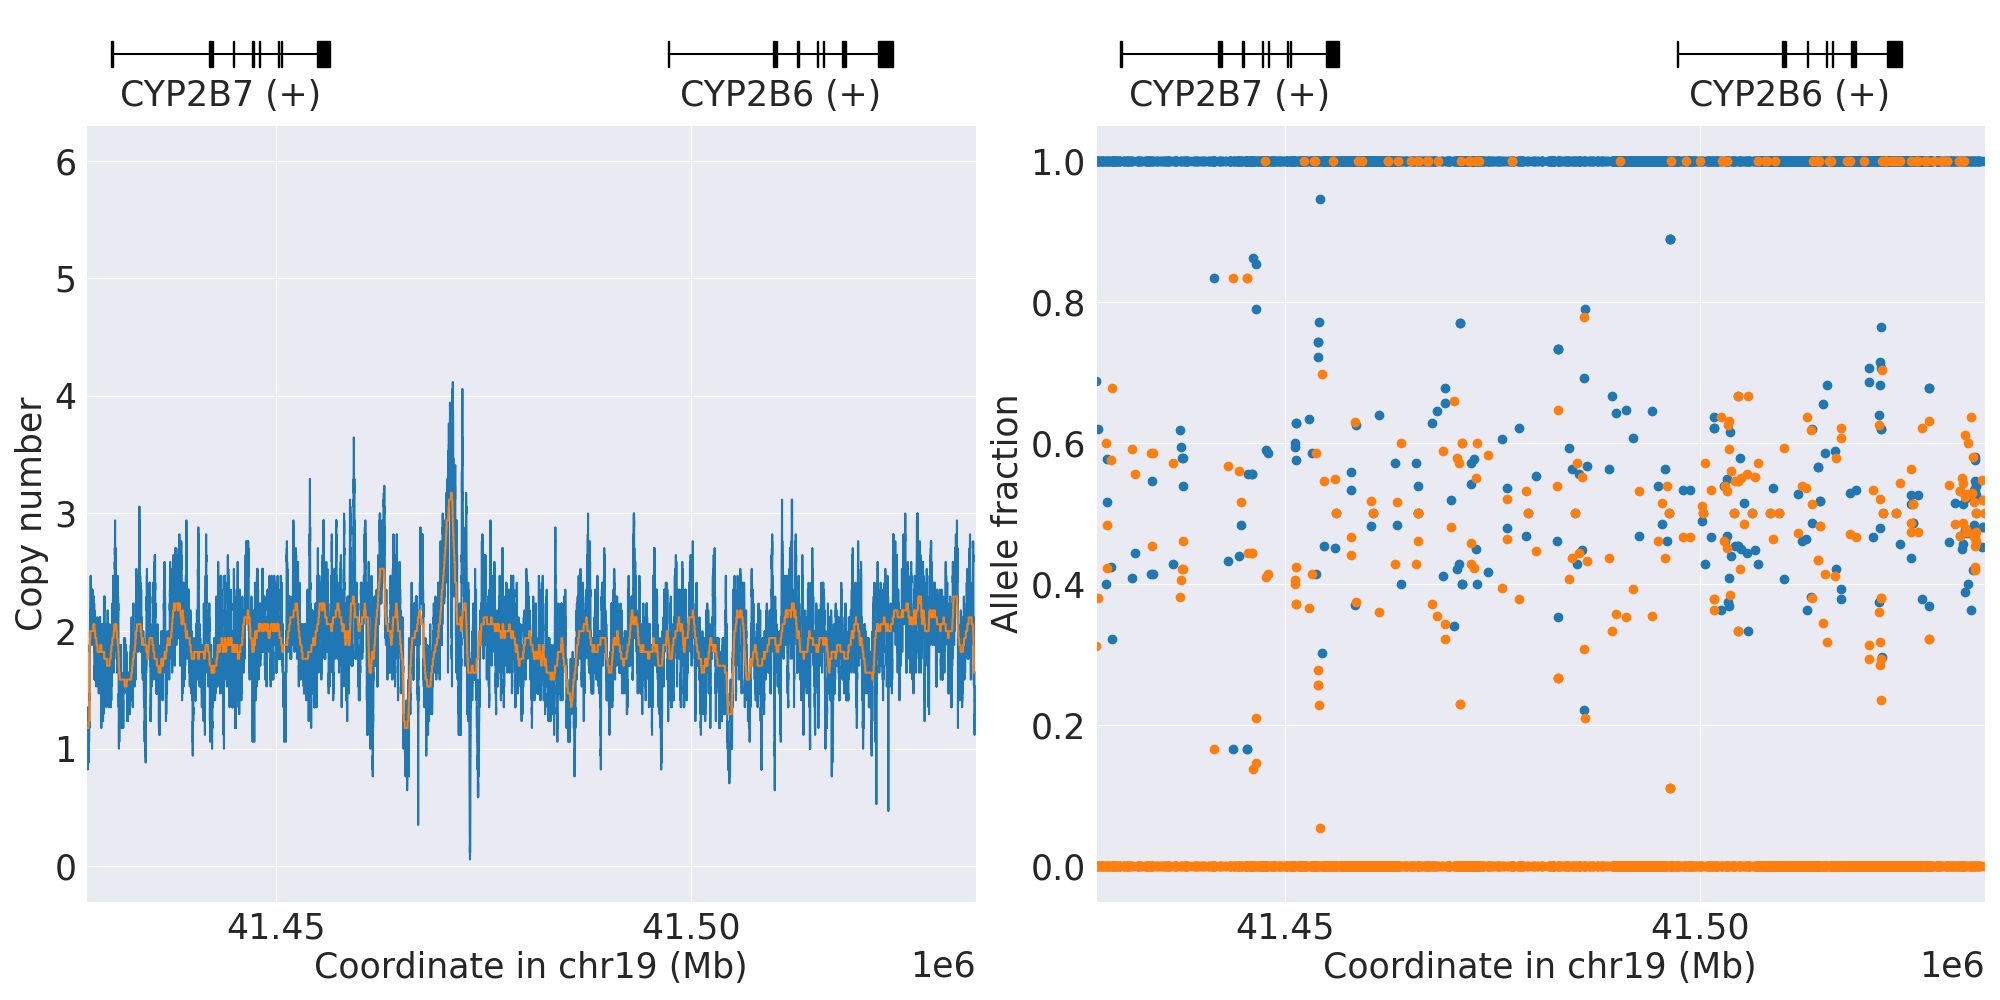 CYP2B7 (+)
CYP2B6 (+)
6
5
4
3
2
1
0
Copy number
41.45
41.50
Coordinate in chr19 (Mb)
1e6
CYP2B7 (+)
CYP2B6 (+)
1.0
0.8
0.6
0.4
0.2
0.0
Allele fraction
41.45
41.50
Coordinate in chr19 (Mb)
1e6